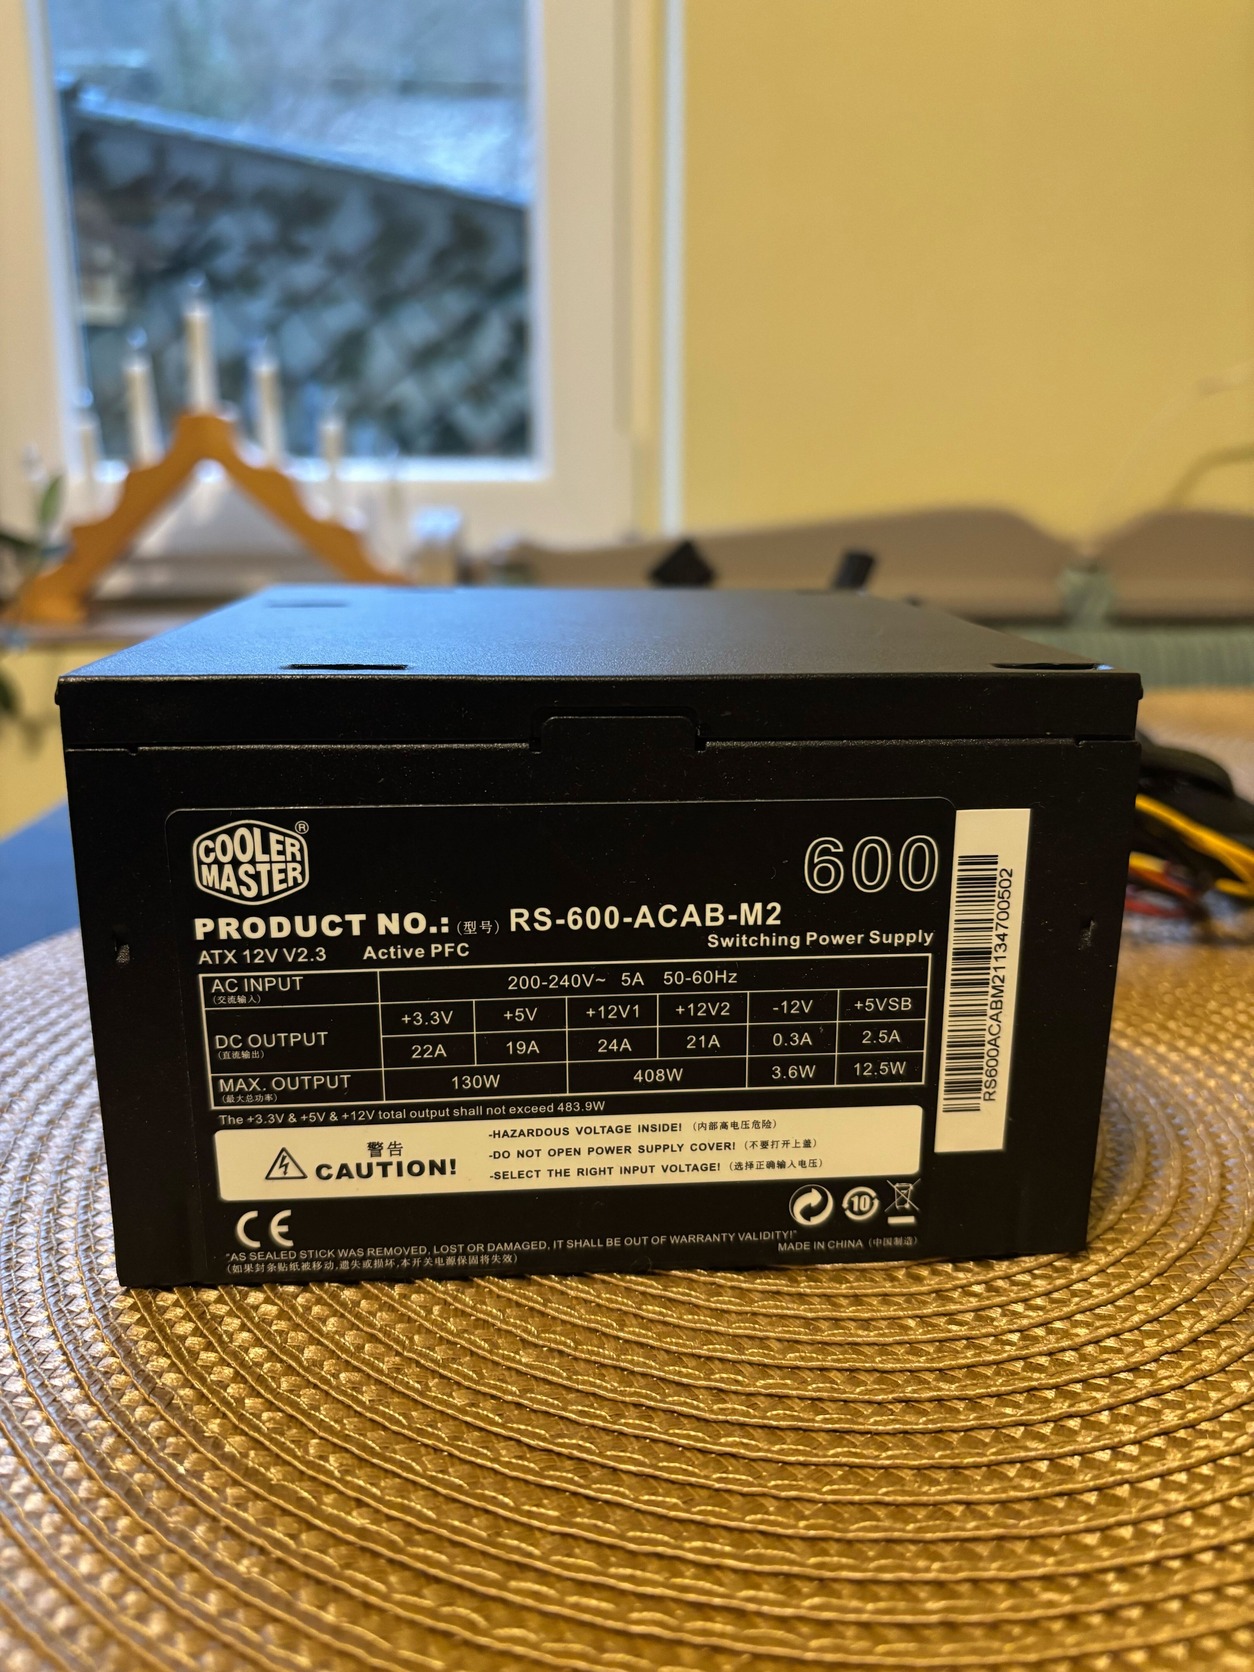 COOLER MASTER ®
600
PRODUCT NO.: (型号) RS-600-ACAB-M2
ATX 12V V2.3 Active PFC Switching Power Supply
AC INPUT (交流输入) 200-240V~ 5A 50-60Hz
DC OUTPUT (直流输出) +3.3V +5V +12V1 +12V2 -12V +5VSB
22A 19A 24A 21A 0.3A 2.5A
MAX. OUTPUT (最大总功率) 130W 408W 3.6W 12.5W
The +3.3V & +5V & +12V total output shall not exceed 483.9W
警告
CAUTION!
-HAZARDOUS VOLTAGE INSIDE! (内部高电压危险)
-DO NOT OPEN POWER SUPPLY COVER! (不要打开上盖)
-SELECT THE RIGHT INPUT VOLTAGE! (选择正确输入电压)
CE
10
"AS SEALED STICK WAS REMOVED, LOST OR DAMAGED, IT SHALL BE OUT OF WARRANTY VALIDITY!"
(如果封条贴纸被移动,遗失或损坏,本开关电源保固将失效)
MADE IN CHINA (中国制造)
RS600ACABM21134700502